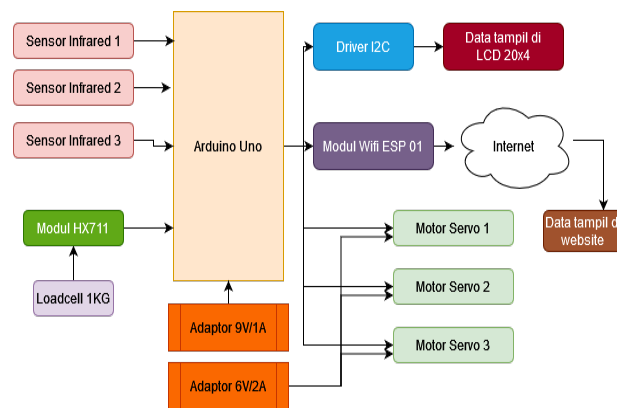 Sensor Infrared 1
Sensor Infrared 2
Sensor Infrared 3
Modul HX711
Loadcell 1KG
Arduino Uno
Adaptor 9V/1A
Adaptor 6V/2A
Driver I2C
Data tampil di
LCD 20x4
Modul Wifi ESP 01
Internet
Data tampil d
website
Motor Servo 1
Motor Servo 2
Motor Servo 3